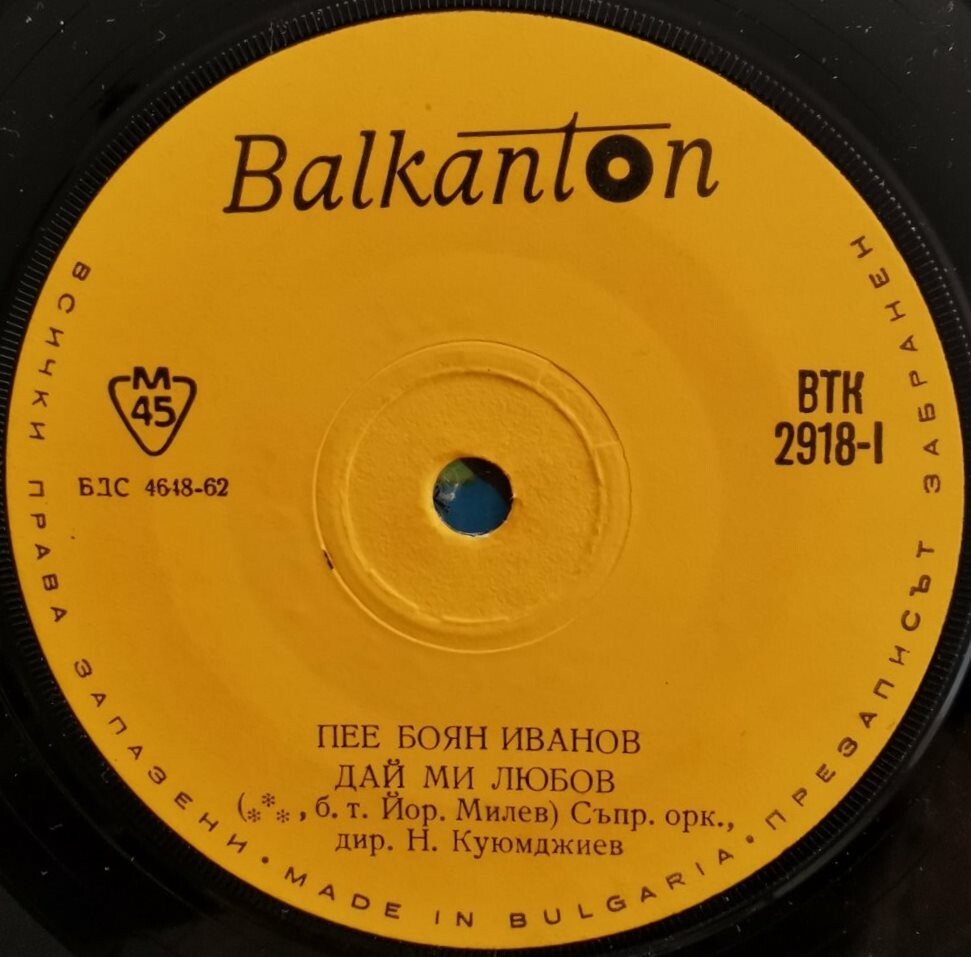 Balkanton
М
45
БДС 4648-62
ВТК
2918-I
ПЕЕ БОЯН ИВАНОВ
ДАЙ МИ ЛЮБОВ
(⁂, б. т. Йор. Милев) Съпр. орк.,
дир. Н. Куюмджиев
ВСИЧКИ ПРАВА ЗАПАЗЕНИ • MADE IN BULGARIA • ПРЕЗАПИСЪТ ЗАБРАНЕН